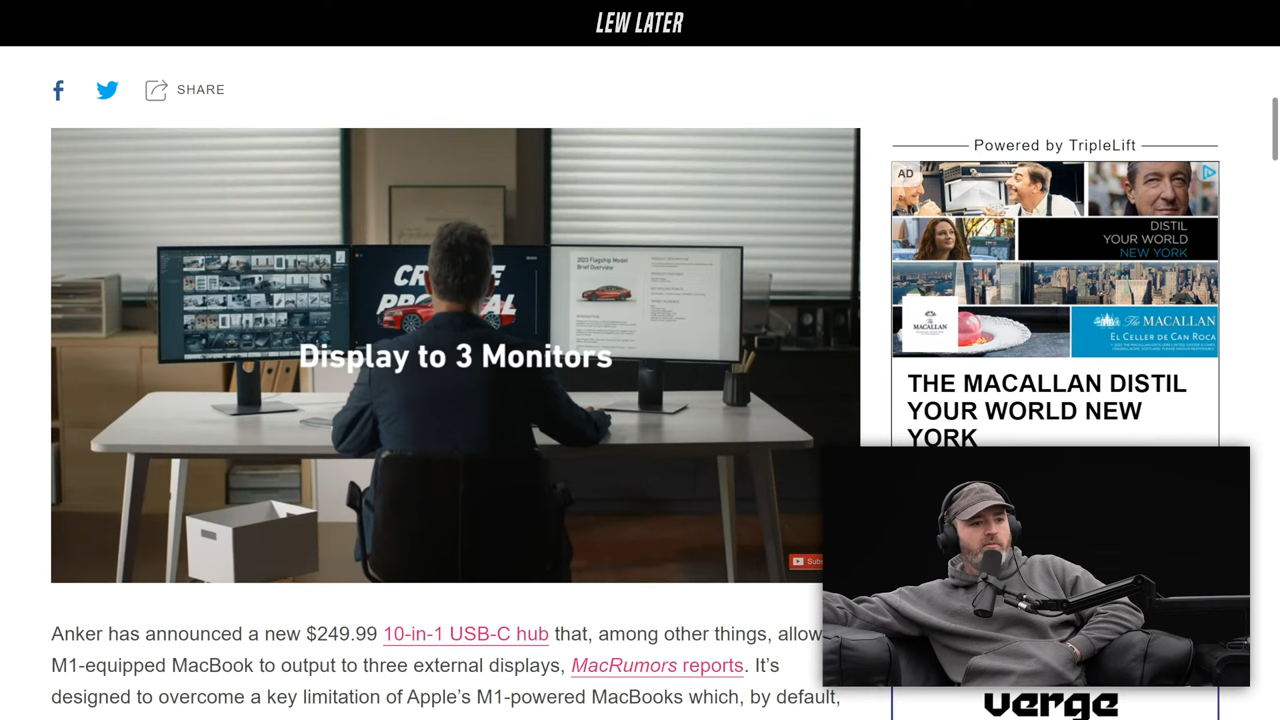 LEW LATER
SHARE
Powered by TripleLift
AD
DISTIL
YOUR WORLD
NEW YORK
The MACALLAN
EL CELLER DE CAN ROCA
MACALLAN
THE MACALLAN DISTIL
YOUR WORLD NEW
YORK
2023 Flagship Model
Brief Overview
Display to 3 Monitors
Subs
Anker has announced a new $249.99 10-in-1 USB-C hub that, among other things, allow
M1-equipped MacBook to output to three external displays, MacRumors reports. It's
designed to overcome a key limitation of Apple's M1-powered MacBooks which, by default,
verge